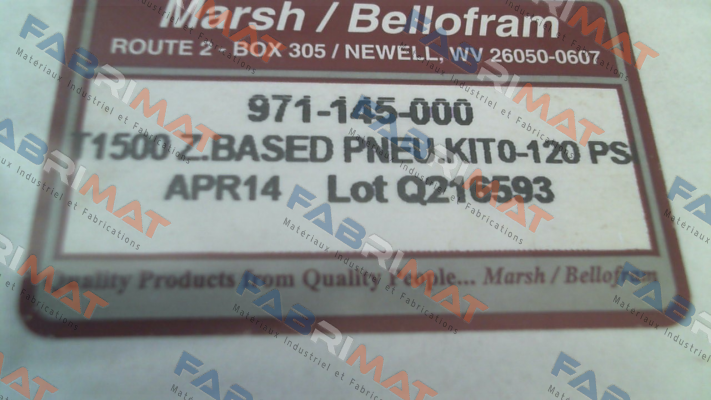 Marsh / Bellofram
ROUTE 2 - BOX 305 / NEWELL, WV 26050-0607
971-145-000
T1500 Z.BASED PNEU.KIT0-120 PS
APR14 Lot Q216593
Quality Products from Quality People... Marsh / Bellofram
FABRIMAT
Matériaux Industriel et Fabrications